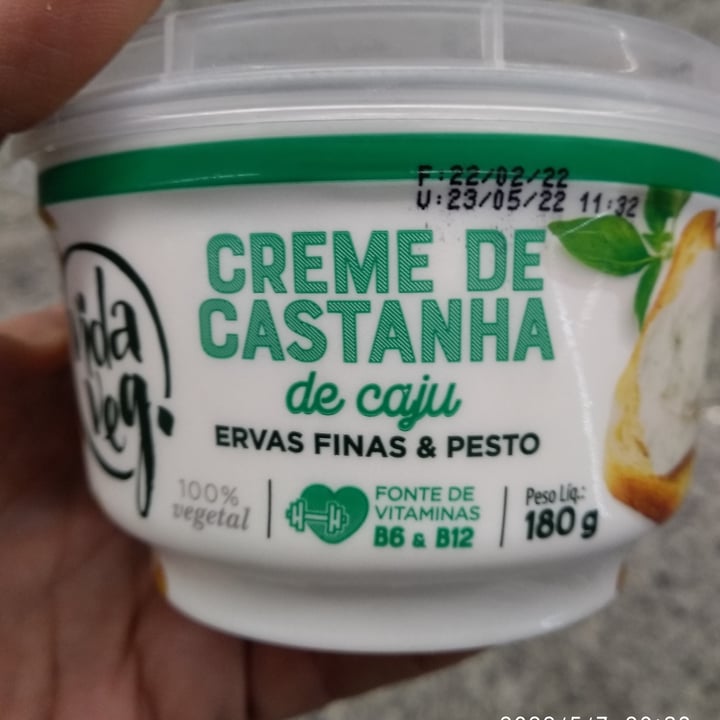 F:22/02/22
V:23/05/22 11:32
vida
veg.
CREME DE
CASTANHA
de caju
ERVAS FINAS & PESTO
100%
vegetal
FONTE DE
VITAMINAS
B6 & B12
Peso Líq.:
180 g